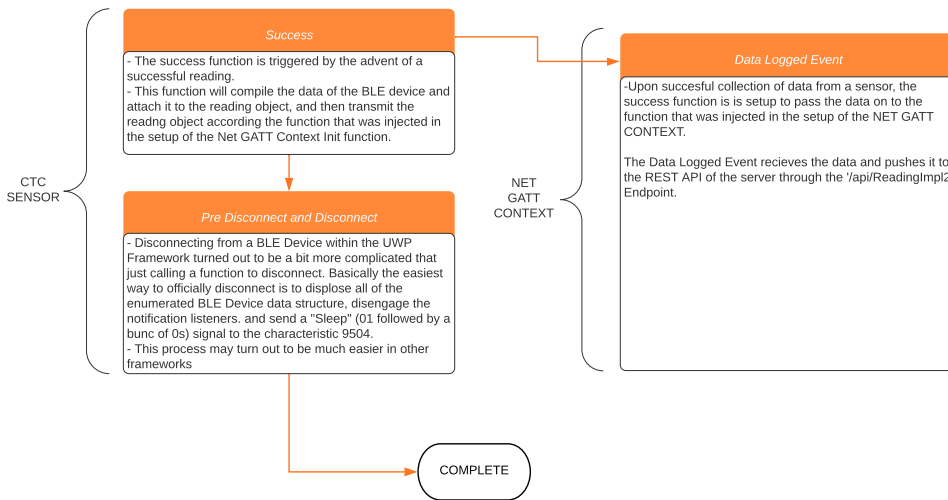 Success
- The success function is triggered by the advent of a
successful reading.
- This function will compile the data of the BLE device and
attach it to the reading object, and then transmit the
readng object according the function that was injected in
the setup of the Net GATT Context Init function.
CTC
SENSOR
Pre Disconnect and Disconnect
- Disconnecting from a BLE Device within the UWP
Framework turned out to be a bit more complicated that
just calling a function to disconnect. Basically the easiest
way to officially disconnect is to displose all of the
enumerated BLE Device data structure, disengage the
notification listeners. and send a "Sleep" (01 followed by a
bunc of 0s) signal to the characteristic 9504.
- This process may turn out to be much easier in other
frameworks
NET
GATT
CONTEXT
Data Logged Event
-Upon succesful collection of data from a sensor, the
success function is is setup to pass the data on to the
function that was injected in the setup of the NET GATT
CONTEXT.
The Data Logged Event recieves the data and pushes it to
the REST API of the server through the '/api/ReadingImpl2
Endpoint.
COMPLETE